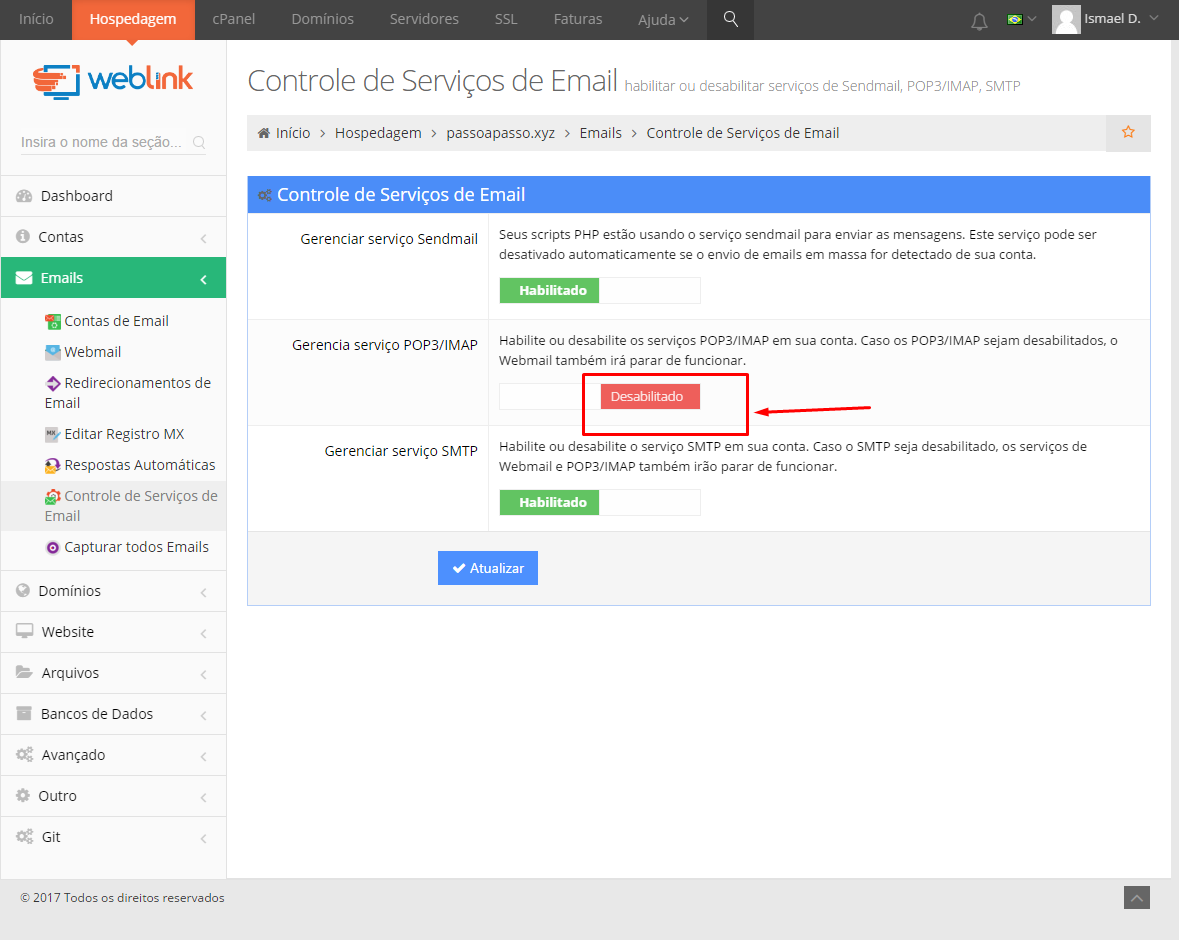 Início Hospedagem cPanel Domínios Servidores SSL Faturas Ajuda Ismael D.
weblink
Insira o nome da seção...
Dashboard
Contas
Emails
Contas de Email
Webmail
Redirecionamentos de
Email
Editar Registro MX
Respostas Automáticas
Controle de Serviços de
Email
Capturar todos Emails
Domínios
Website
Arquivos
Bancos de Dados
Avançado
Outro
Git
Controle de Serviços de Email habilitar ou desabilitar serviços de Sendmail, POP3/IMAP, SMTP
Início > Hospedagem > passoapasso.xyz > Emails > Controle de Serviços de Email
Controle de Serviços de Email
Gerenciar serviço Sendmail
Seus scripts PHP estão usando o serviço sendmail para enviar as mensagens. Este serviço pode ser
desativado automaticamente se o envio de emails em massa for detectado de sua conta.
Habilitado
Gerencia serviço POP3/IMAP
Habilite ou desabilite os serviços POP3/IMAP em sua conta. Caso os POP3/IMAP sejam desabilitados, o
Webmail também irá parar de funcionar.
Desabilitado
Gerenciar serviço SMTP
Habilite ou desabilite o serviço SMTP em sua conta. Caso o SMTP seja desabilitado, os serviços de
Webmail e POP3/IMAP também irão parar de funcionar.
Habilitado
Atualizar
© 2017 Todos os direitos reservados